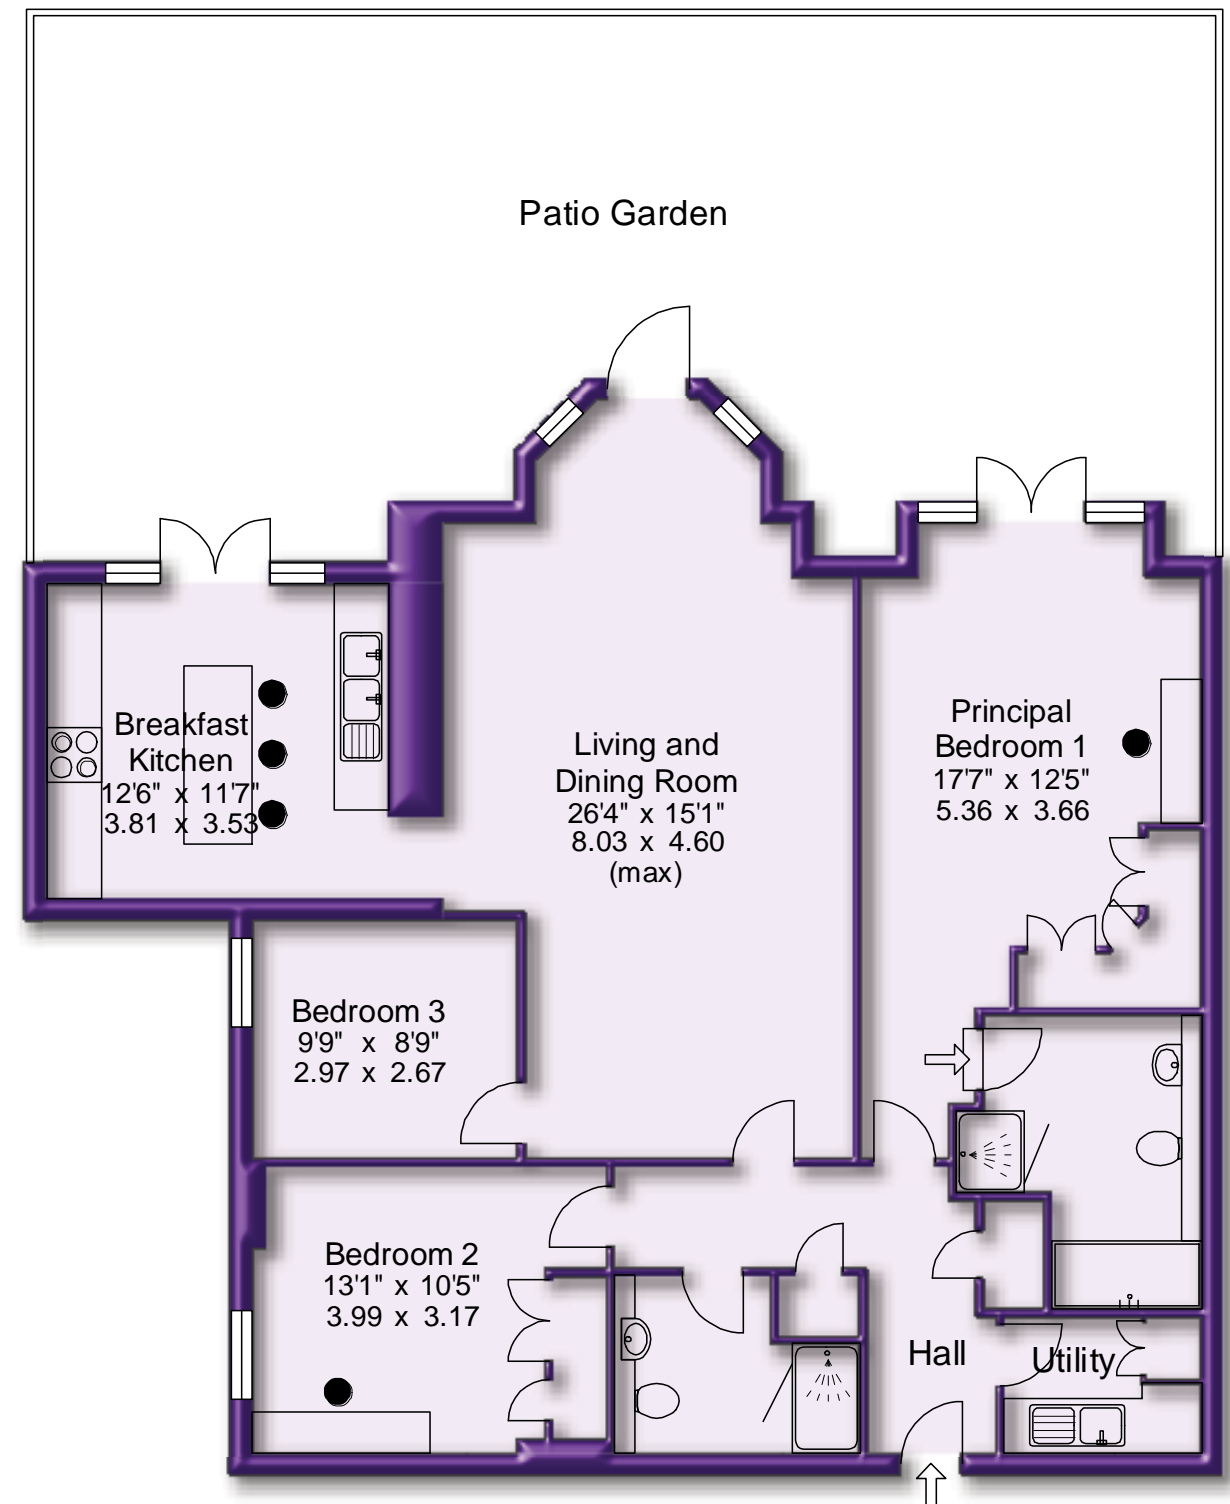 Patio Garden
Breakfast
Kitchen
12'6" x 11'7"
3.81 x 3.53
Living and
Dining Room
26'4" x 15'1"
8.03 x 4.60
(max)
Principal
Bedroom 1
17'7" x 12'5"
5.36 x 3.66
Bedroom 3
9'9" x 8'9"
2.97 x 2.67
Bedroom 2
13'1" x 10'5"
3.99 x 3.17
Hall
Utility